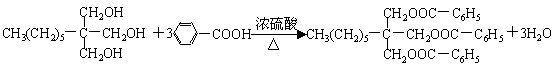 CH₂OH CH₂OOC—C₆H₅
CH₃(CH₂)₅—C—CH₂OH + 3 —COOH 浓硫酸 △ CH₃(CH₂)₅—C—CH₂OOC—C₆H₅ + 3H₂O
CH₂OH CH₂OOC—C₆H₅